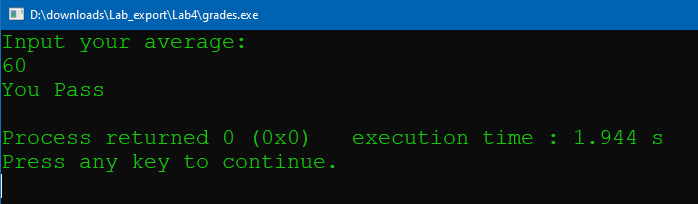 D:\downloads\Lab_export\Lab4\grades.exe
Input your average:
60
You Pass
Process returned 0 (0x0)   execution time : 1.944 s
Press any key to continue.